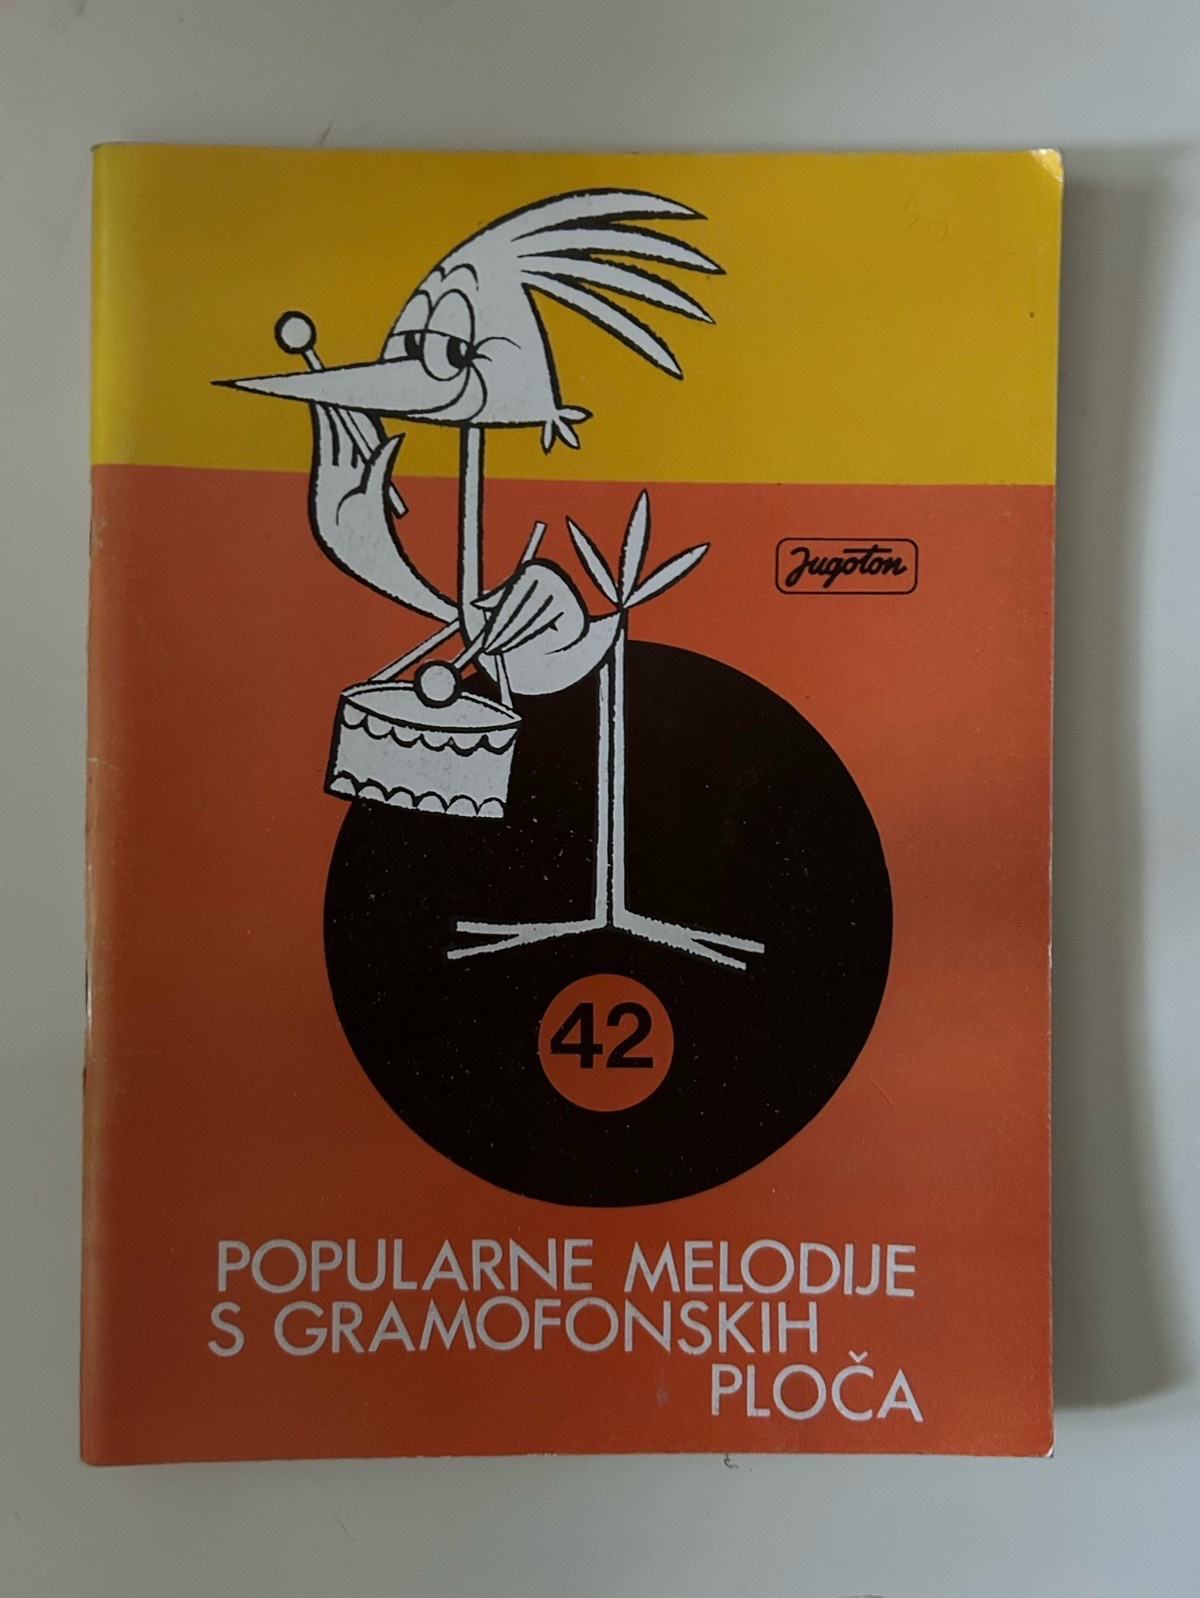 Jugoton
42
POPULARNE MELODIJE
S GRAMOFONSKIH
PLOČA